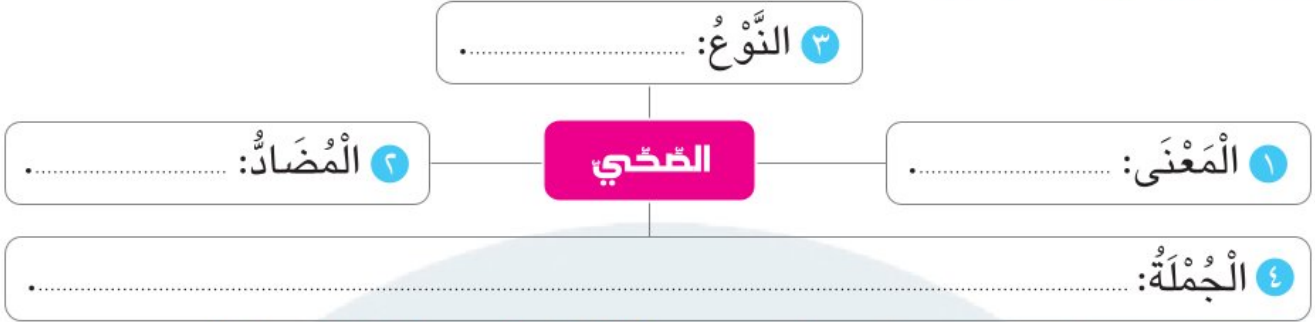 ٣ النَّوْعُ: ..............................
١ الْمَعْنَى: ..............................
الصّحّيّ
٢ الْمُضَادُّ: ..............................
٤ الْجُمْلَةُ: ..............................